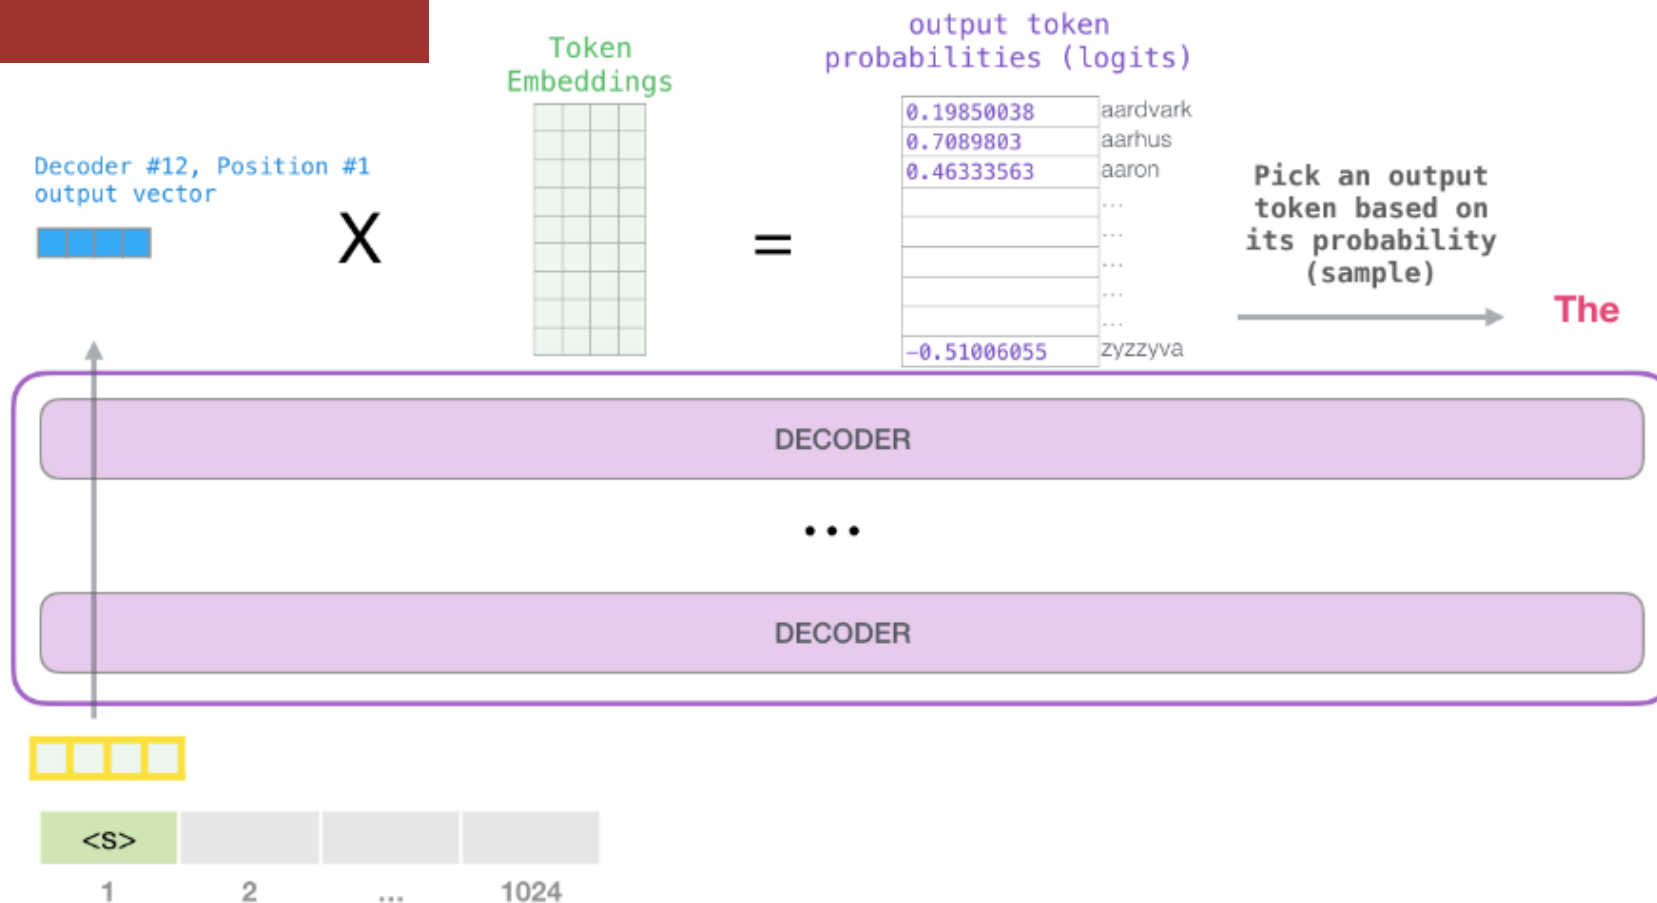 output token
probabilities (logits)
Token
Embeddings
0.19850038 aardvark
0.7089803 aarhus
0.46333563 aaron
...
...
...
...
...
-0.51006055 zyzzyva
Decoder #12, Position #1
output vector
X
=
Pick an output
token based on
its probability
(sample)
The
DECODER
...
DECODER
<S>
1 2 ... 1024